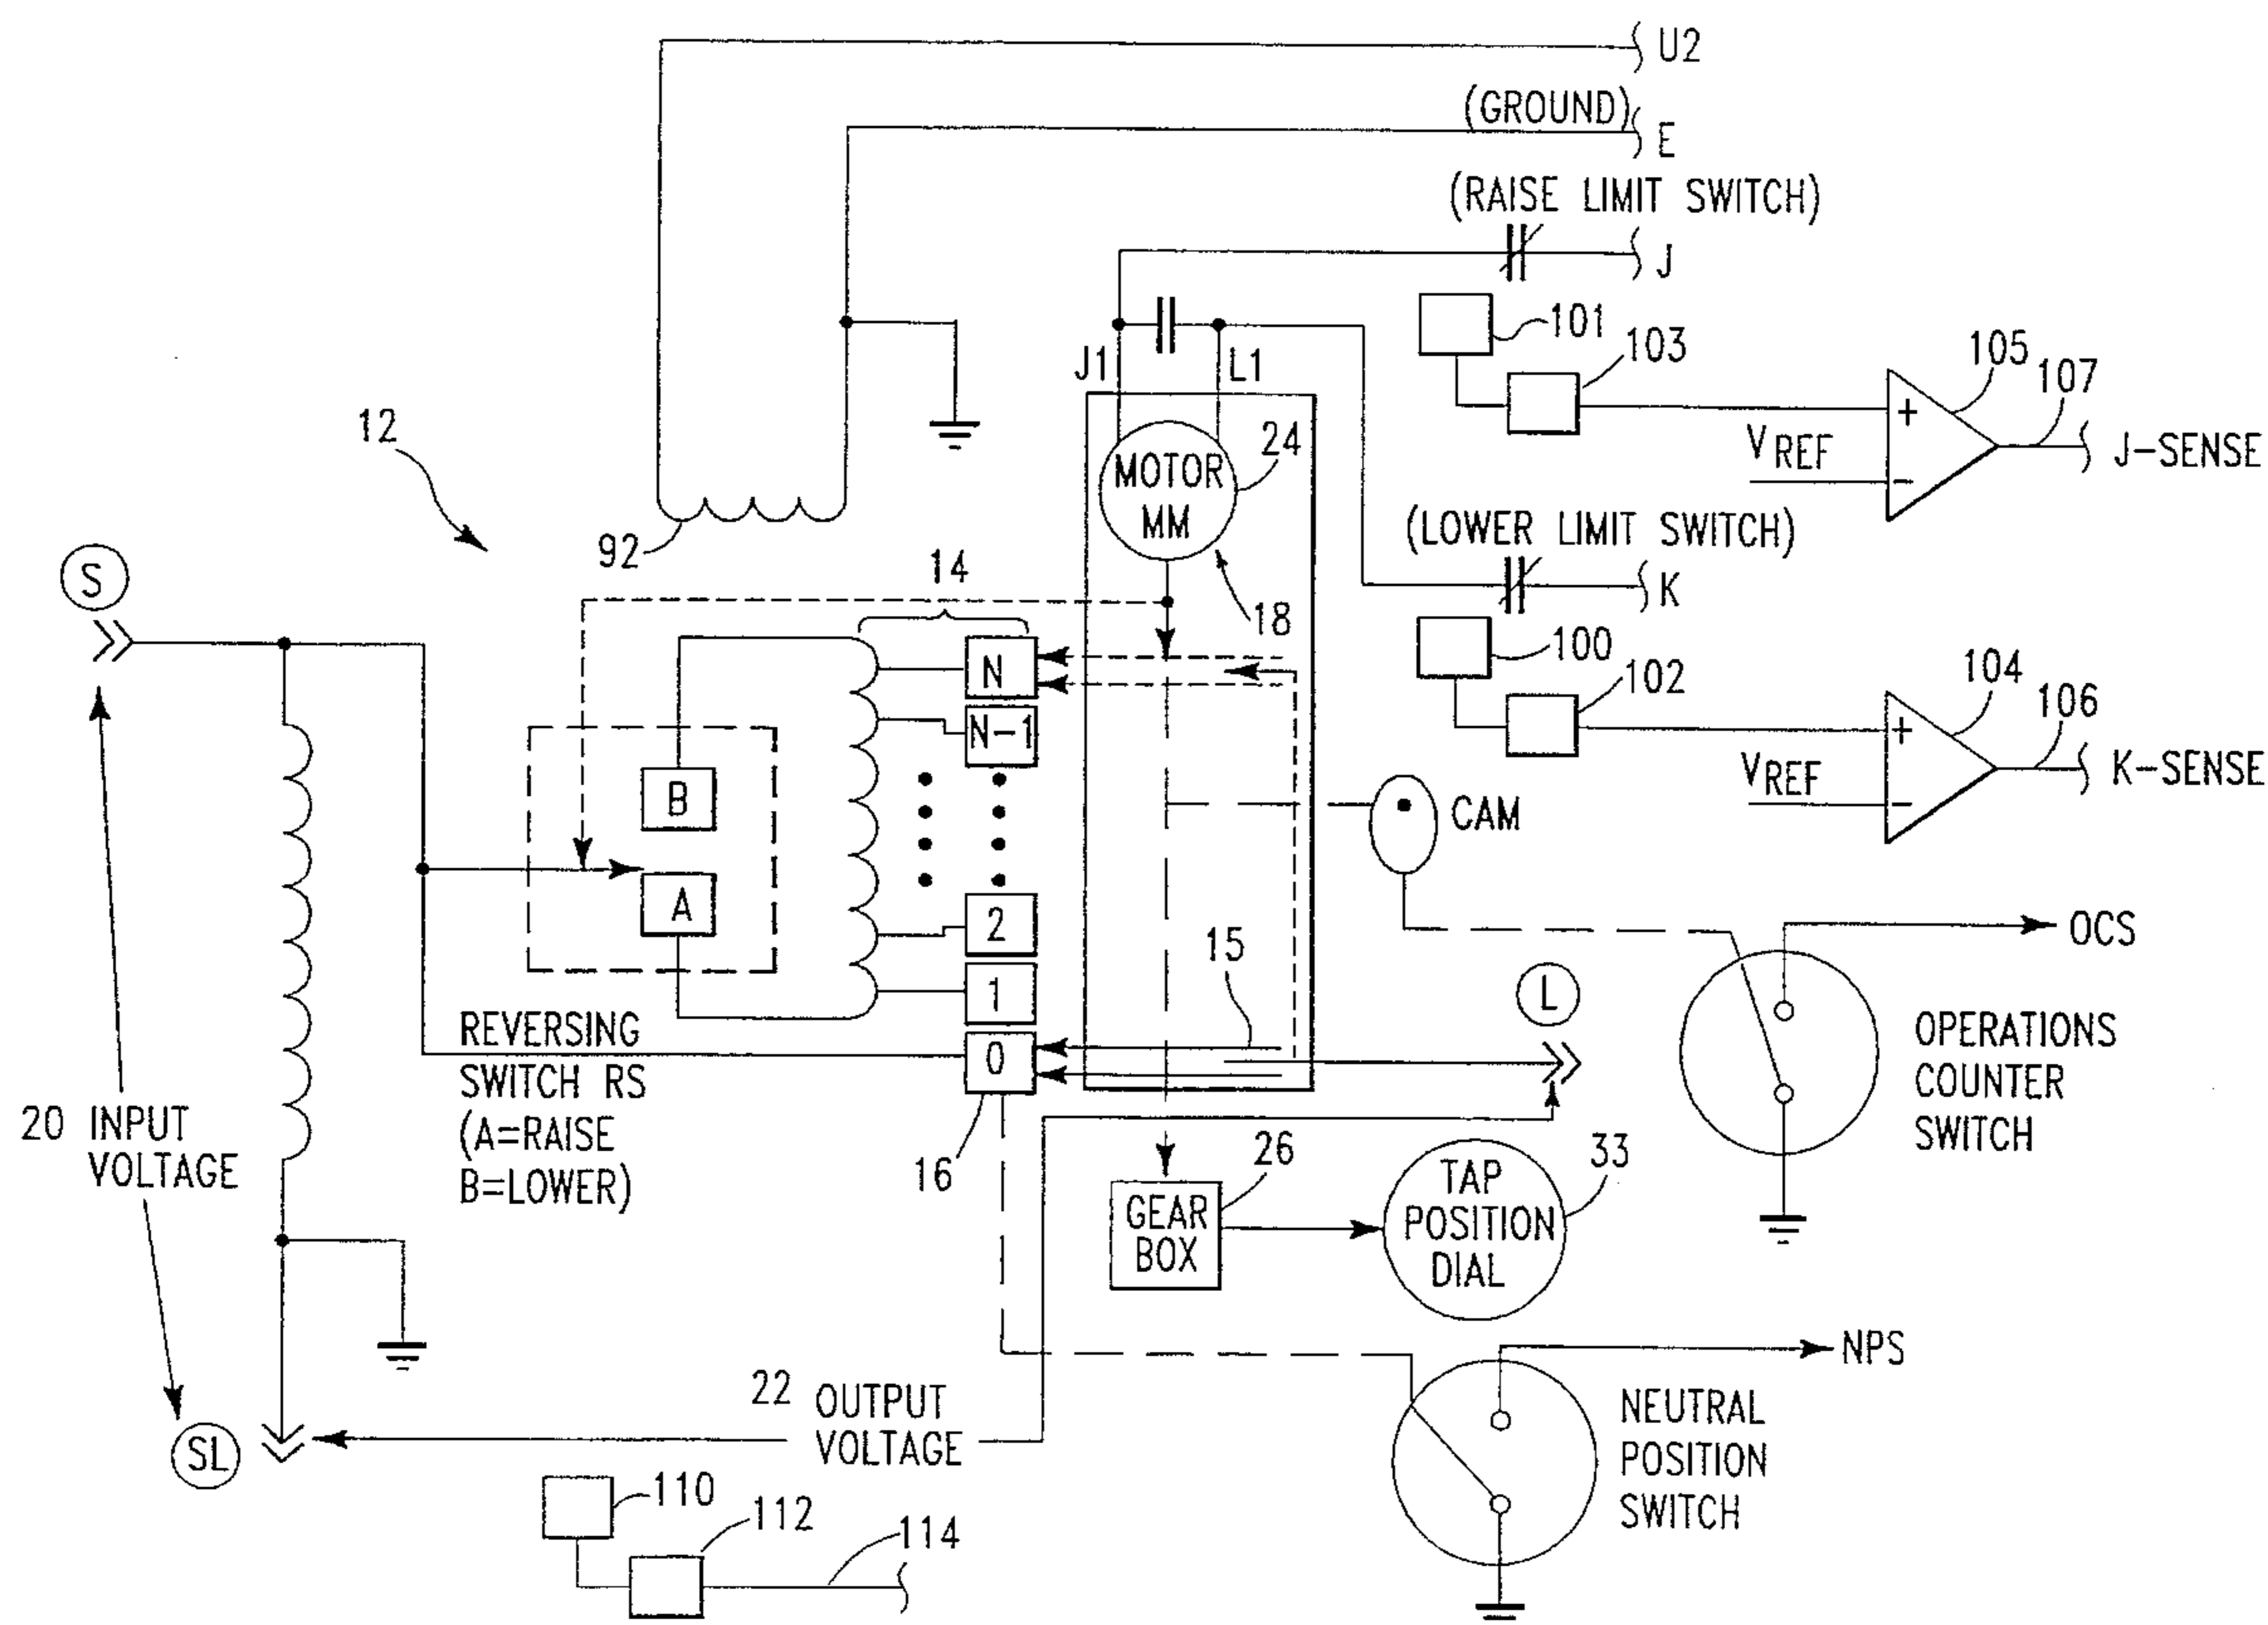 U2
(GROUND)
E
(RAISE LIMIT SWITCH)
J
101
103
105
107
J1
L1
12
24
V REF
+
−
J-SENSE
MOTOR
MM
92
(LOWER LIMIT SWITCH)
K
S
14
18
100
102
104
106
N
N-1
V REF
+
−
K-SENSE
B
CAM
A
2
15
OCS
1
L
REVERSING
SWITCH RS
(A=RAISE
B=LOWER)
0
OPERATIONS
COUNTER
SWITCH
20 INPUT
VOLTAGE
16
26
33
GEAR
BOX
TAP
POSITION
DIAL
NPS
22 OUTPUT
VOLTAGE
SL
NEUTRAL
POSITION
SWITCH
110
112
114